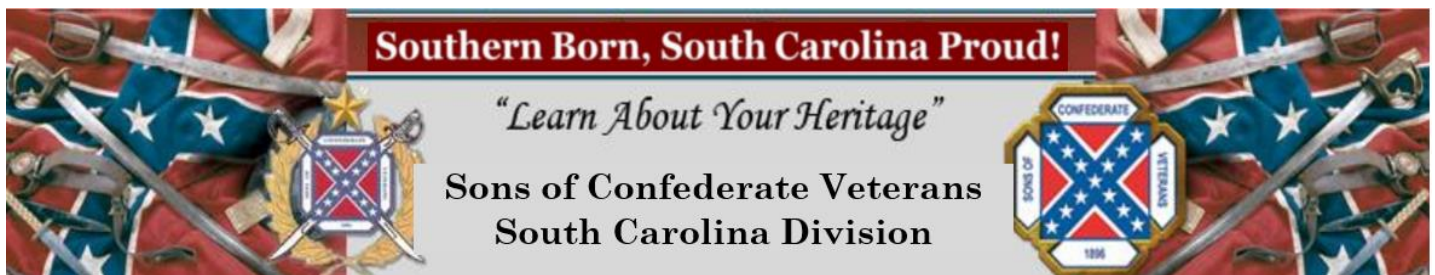 Southern Born, South Carolina Proud!
“Learn About Your Heritage”
Sons of Confederate Veterans
South Carolina Division
CONFEDERATE
SONS OF
VETERANS
1896